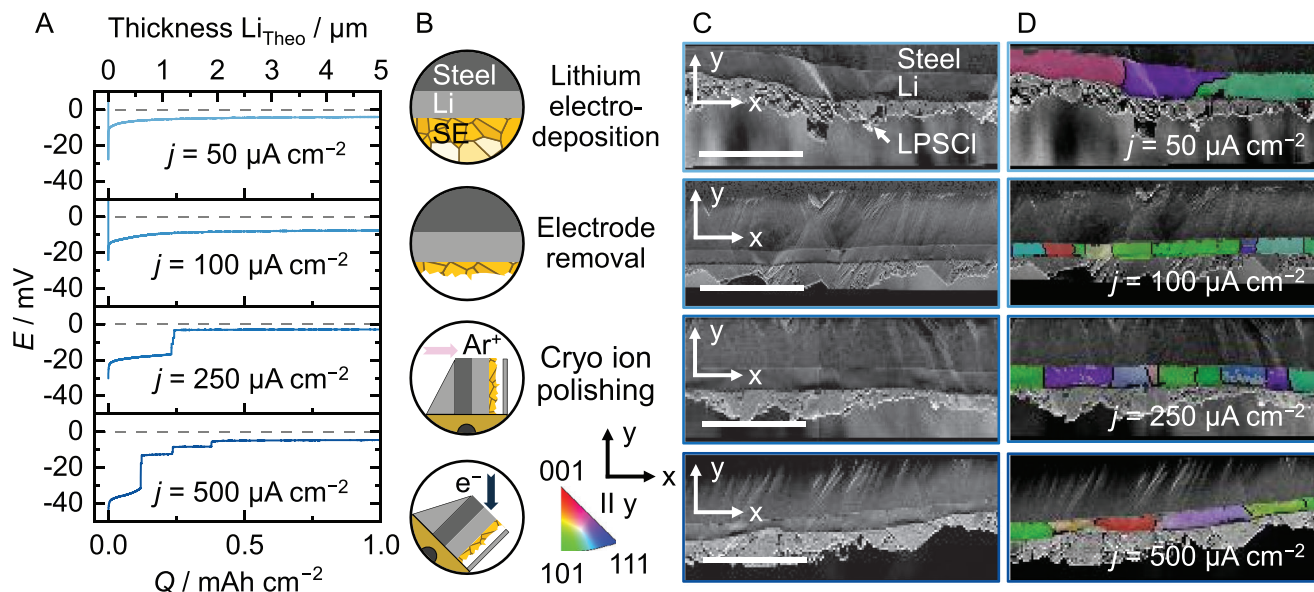 A
Thickness Li_Theo / μm
0 1 2 3 4 5
0
-20
-40
j = 50 μA cm⁻²
0
-20
-40
j = 100 μA cm⁻²
0
-20
-40
j = 250 μA cm⁻²
0
-20
-40
j = 500 μA cm⁻²
E / mV
0.0 0.5 1.0
Q / mAh cm⁻²
B
Steel
Li
SE
Lithium
electro-
deposition
Electrode
removal
Ar⁺
Cryo ion
polishing
e⁻
y
x
001
II y
101
111
C
y
x
Steel
Li
LPSCl
y
x
y
x
y
x
D
Steel
Li
j = 50 μA cm⁻²
j = 100 μA cm⁻²
j = 250 μA cm⁻²
j = 500 μA cm⁻²